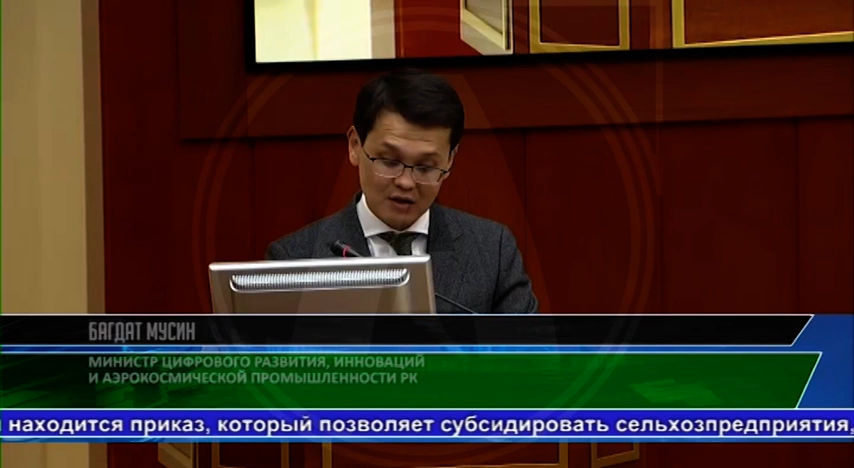 БАГДАТ МУСИН
МИНИСТР ЦИФРОВОГО РАЗВИТИЯ, ИННОВАЦИЙ
И АЭРОКОСМИЧЕСКОЙ ПРОМЫШЛЕННОСТИ РК
находится приказ, который позволяет субсидировать сельхозпредприятия,